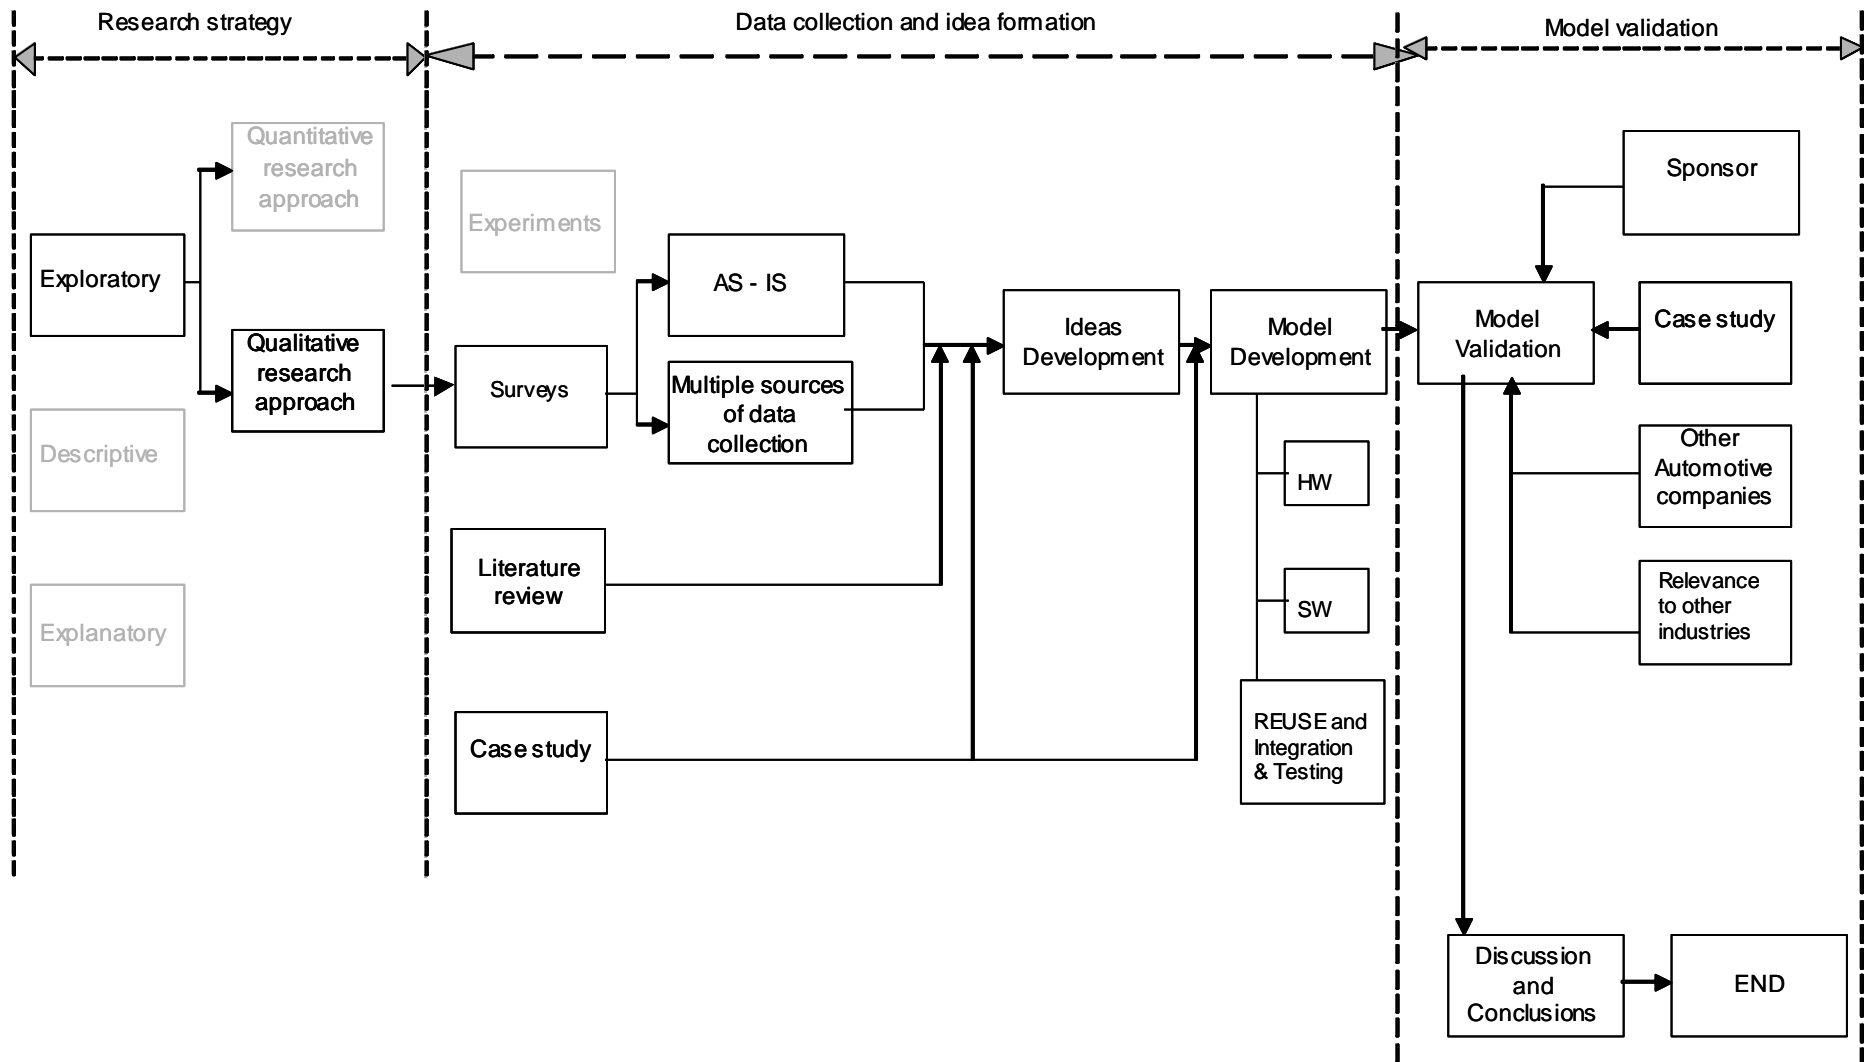 Research strategy
Data collection and idea formation
Model validation
Quantitative
research
approach
Exploratory
Qualitative
research
approach
Descriptive
Explanatory
Experiments
Surveys
AS - IS
Multiple sources
of data
collection
Literature
review
Case study
Ideas
Development
Model
Development
HW
SW
REUSE and
Integration
& Testing
Sponsor
Model
Validation
Case study
Other
Automotive
companies
Relevance
to other
industries
Discussion
and
Conclusions
END